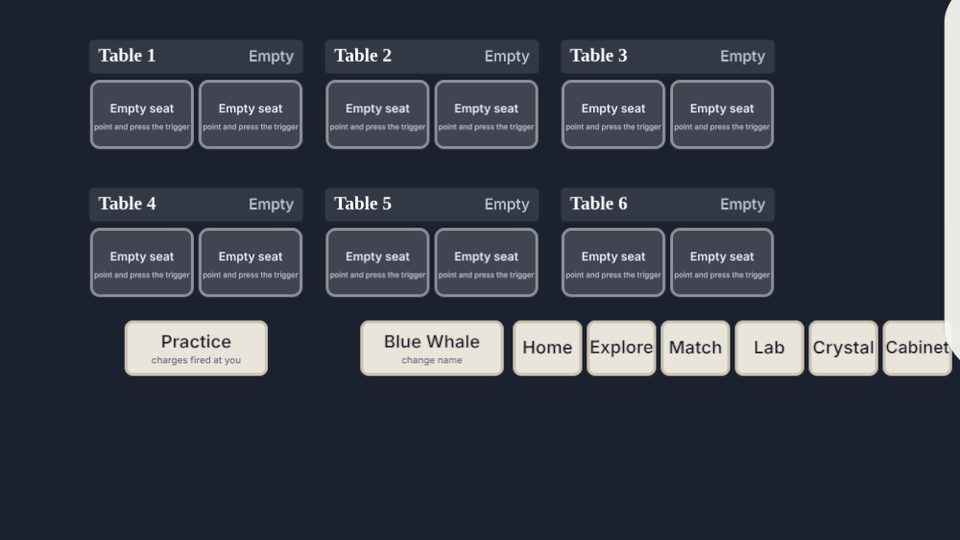 Table 1 Empty Table 2 Empty Table 3 Empty
Empty seat Empty seat Empty seat Empty seat Empty seat Empty seat
point and press the trigger point and press the trigger point and press the trigger point and press the trigger point and press the trigger point and press the trigger
Table 4 Empty Table 5 Empty Table 6 Empty
Empty seat Empty seat Empty seat Empty seat Empty seat Empty seat
point and press the trigger point and press the trigger point and press the trigger point and press the trigger point and press the trigger point and press the trigger
Practice Blue Whale Home Explore Match Lab Crystal Cabinet
charges fired at you change name